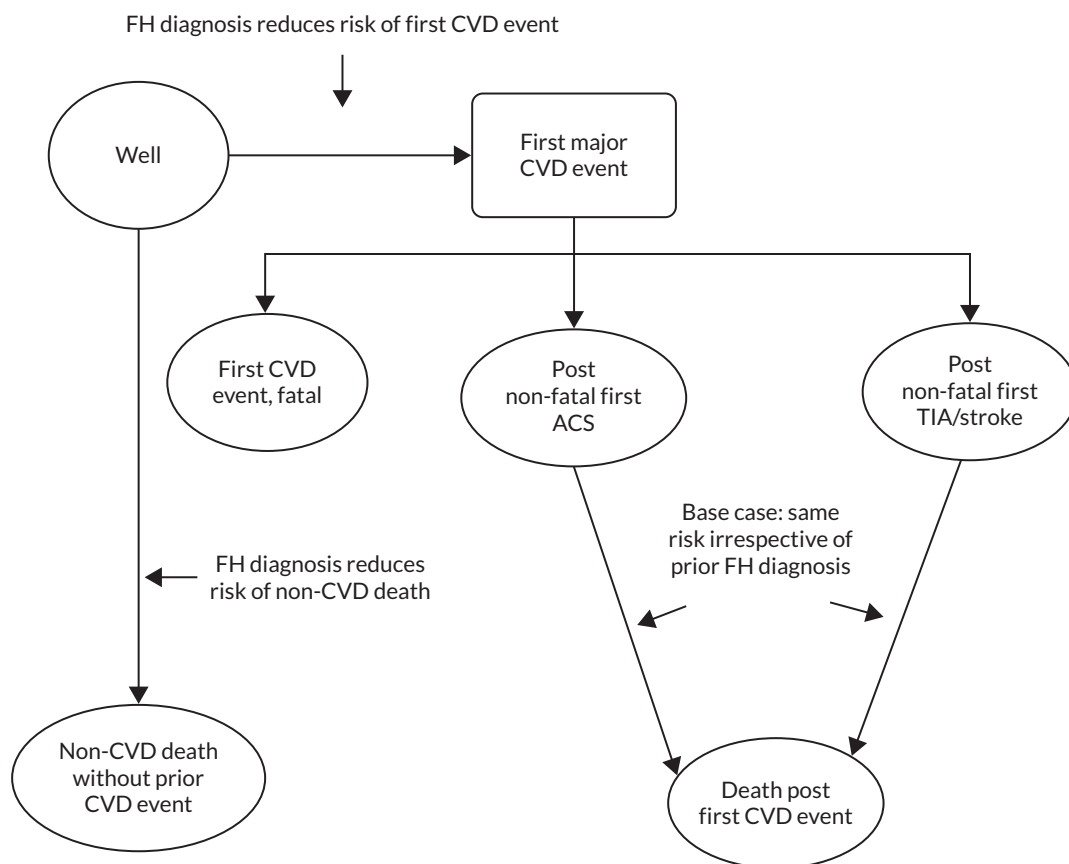 FH diagnosis reduces risk of first CVD event
Well
First major
CVD event
First CVD
event, fatal
Post
non-fatal first
ACS
Post
non-fatal first
TIA/stroke
Base case: same
risk irrespective of
prior FH diagnosis
FH diagnosis reduces
risk of non-CVD death
Non-CVD death
without prior
CVD event
Death post
first CVD event